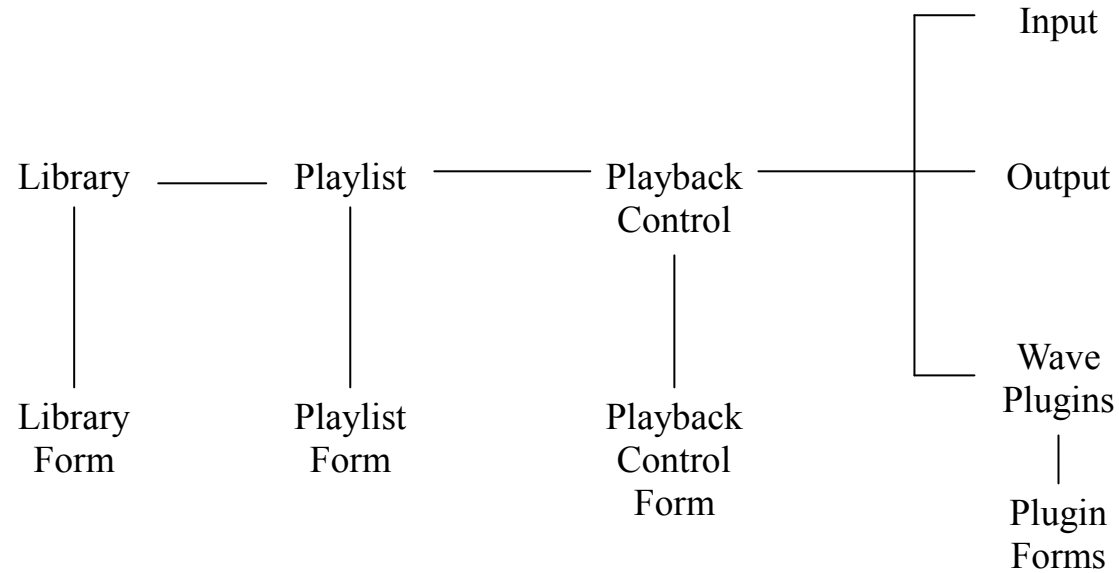 Input
Library
Playlist
Playback
Control
Output
Wave
Plugins
Library
Form
Playlist
Form
Playback
Control
Form
Plugin
Forms